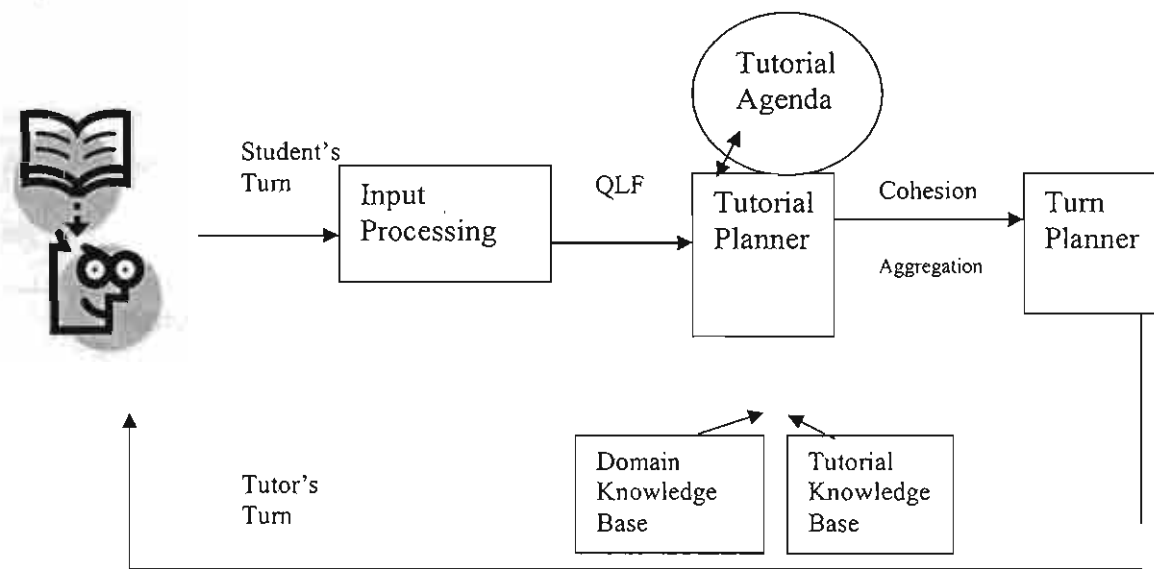 Tutorial
Agenda
Student's
Turn
Input
Processing
QLF
Tutorial
Planner
Cohesion
Aggregation
Turn
Planner
Tutor's
Turn
Domain
Knowledge
Base
Tutorial
Knowledge
Base